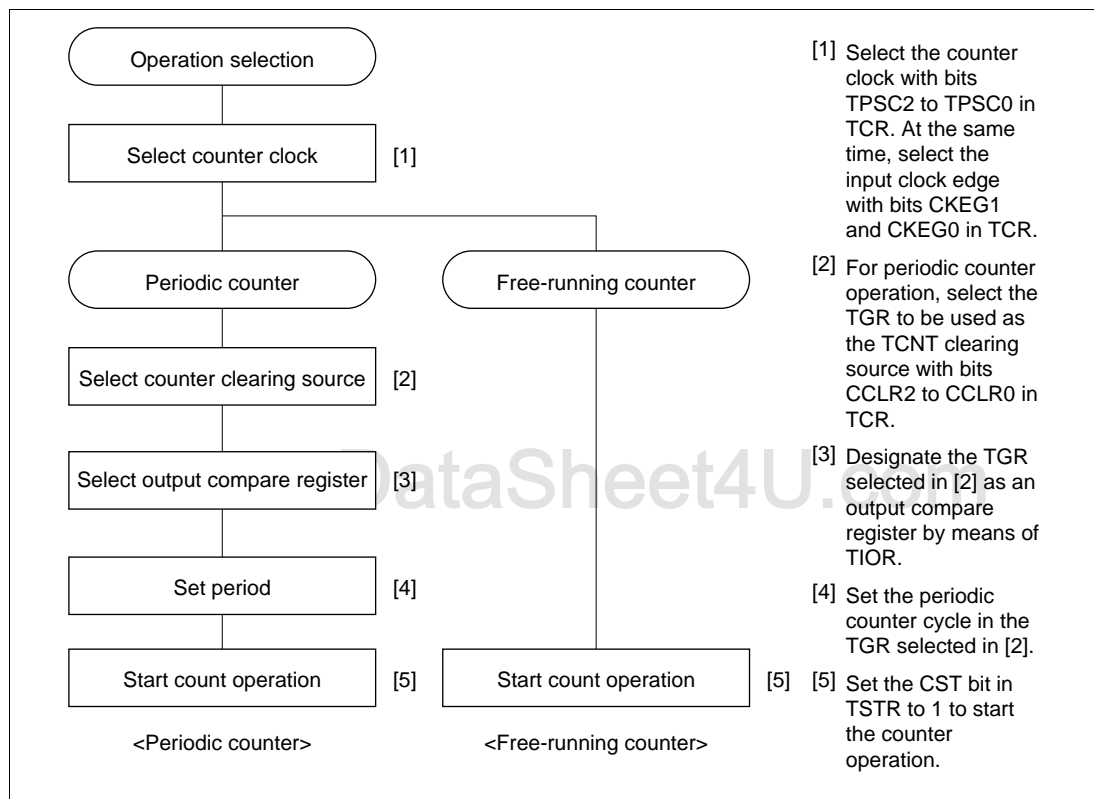 Operation selection
Select counter clock [1]
Periodic counter
Free-running counter
Select counter clearing source [2]
Select output compare register [3]
Set period [4]
Start count operation [5]
Start count operation [5]
<Periodic counter>
<Free-running counter>
[1] Select the counter
clock with bits
TPSC2 to TPSC0 in
TCR. At the same
time, select the
input clock edge
with bits CKEG1
and CKEG0 in TCR.
[2] For periodic counter
operation, select the
TGR to be used as
the TCNT clearing
source with bits
CCLR2 to CCLR0 in
TCR.
[3] Designate the TGR
selected in [2] as an
output compare
register by means of
TIOR.
[4] Set the periodic
counter cycle in the
TGR selected in [2].
[5] Set the CST bit in
TSTR to 1 to start
the counter
operation.
DataSheet4U.com